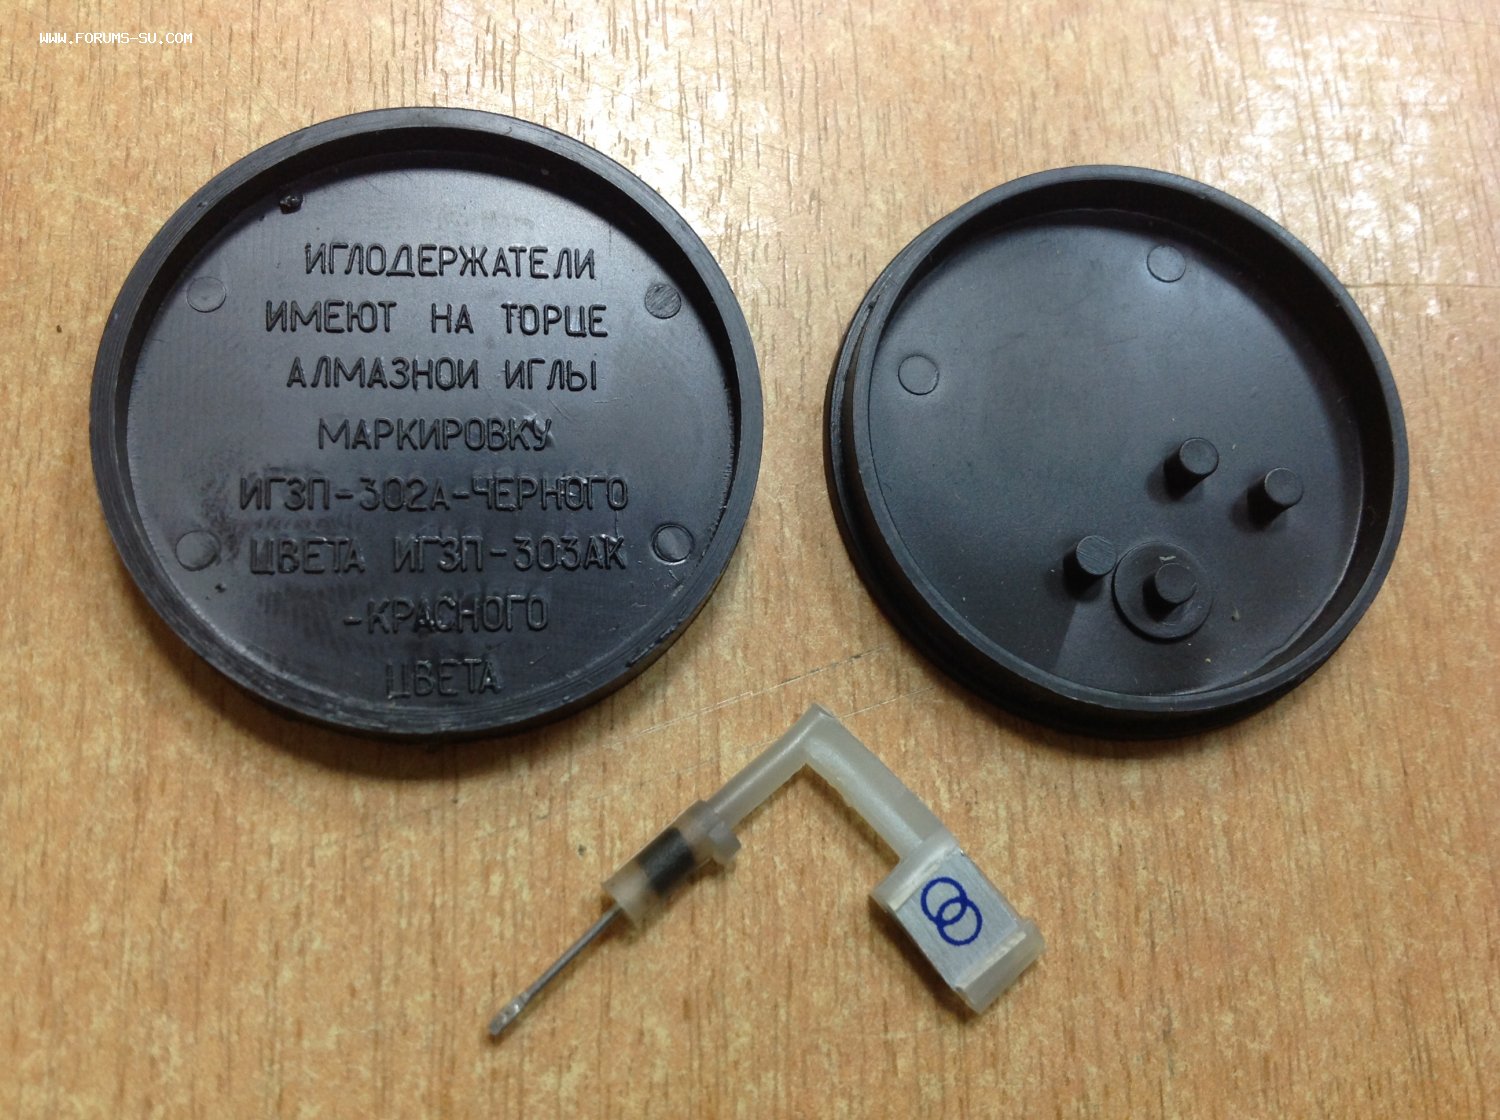 WWW.FORUMS-SU.COM
ИГЛОДЕРЖАТЕЛИ
ИМЕЮТ НА ТОРЦЕ
АЛМАЗНОИ ИГЛЫ
МАРКИРОВКУ
ИГЗП-302А-ЧЕРНОГО
ЦВЕТА ИГЗП-303АК
-КРАСНОГО
ЦВЕТА